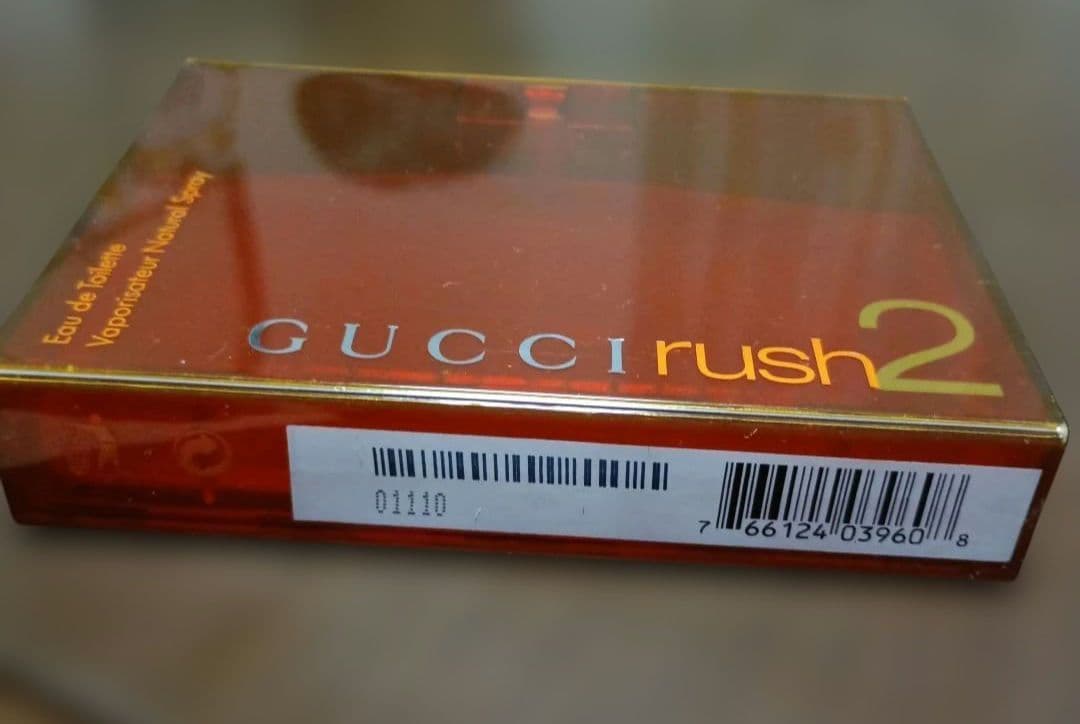 Eau de Toilette
Vaporisateur Natural Spray
GUCCI rush2
01110
7 66124 03960 8